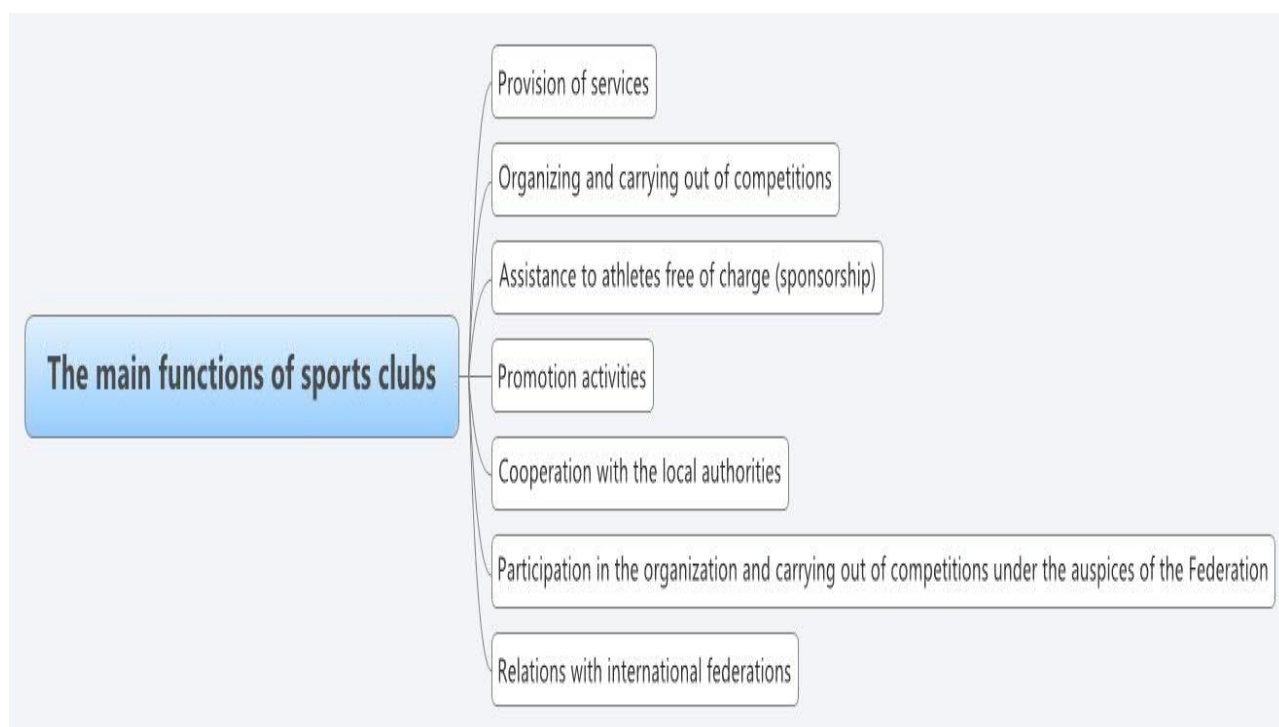 The main functions of sports clubs
Provision of services
Organizing and carrying out of competitions
Assistance to athletes free of charge (sponsorship)
Promotion activities
Cooperation with the local authorities
Participation in the organization and carrying out of competitions under the auspices of the Federation
Relations with international federations